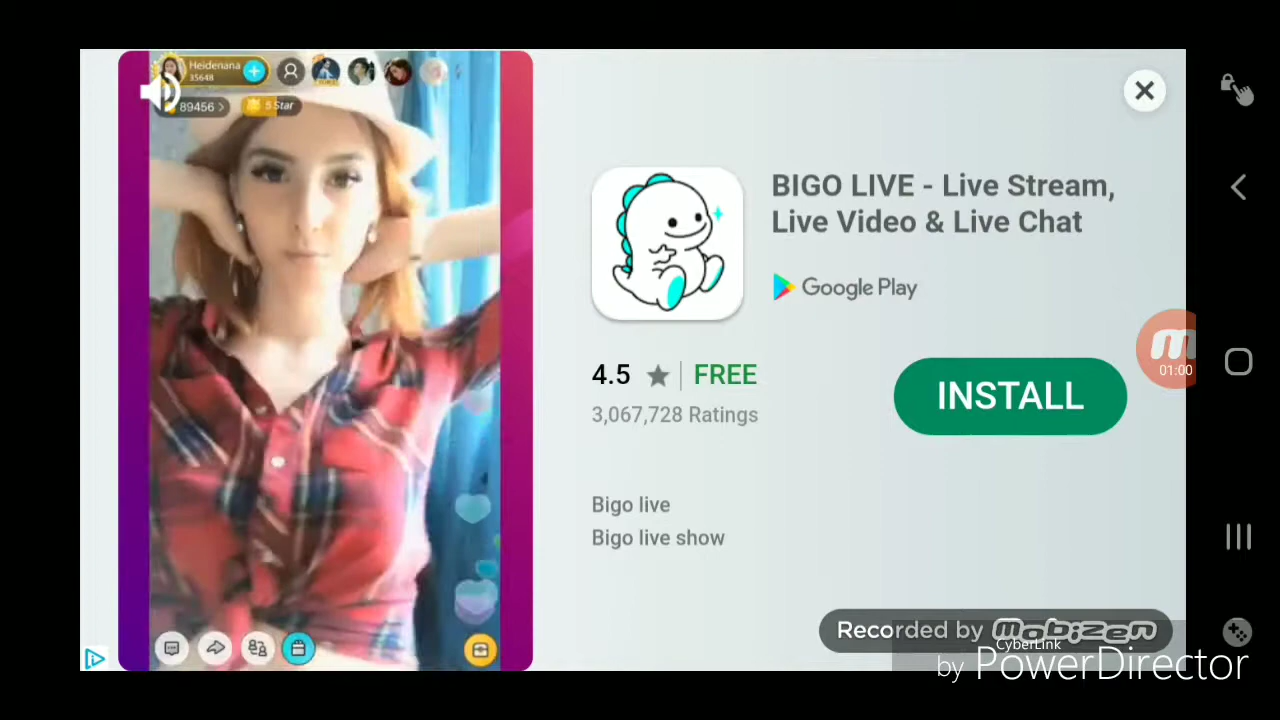 Heidenana
35648
89456 >
5 Star
BIGO LIVE - Live Stream,
Live Video & Live Chat
Google Play
01:00
4.5 ★ | FREE
3,067,728 Ratings
INSTALL
Bigo live
Bigo live show
Recorded by mobizen
CyberLink
by PowerDirector